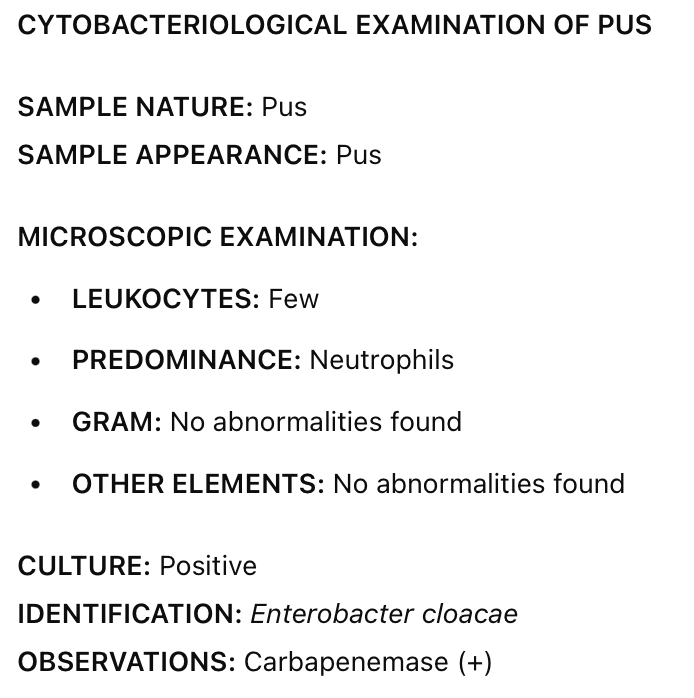 CYTOBACTERIOLOGICAL EXAMINATION OF PUS
SAMPLE NATURE: Pus
SAMPLE APPEARANCE: Pus
MICROSCOPIC EXAMINATION:
• LEUKOCYTES: Few
• PREDOMINANCE: Neutrophils
• GRAM: No abnormalities found
• OTHER ELEMENTS: No abnormalities found
CULTURE: Positive
IDENTIFICATION: Enterobacter cloacae
OBSERVATIONS: Carbapenemase (+)